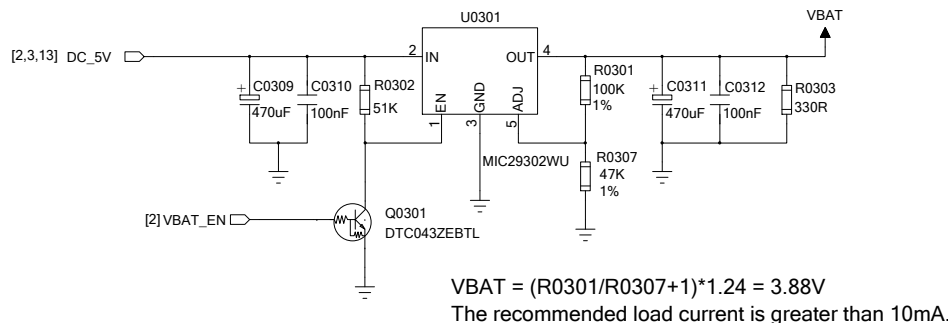 U0301
VBAT
[2,3,13] DC_5V
2 IN
OUT 4
EN
GND
ADJ
1
3
5
MIC29302WU
C0309
+
470uF
C0310
100nF
R0302
51K
R0301
100K
1%
R0307
47K
1%
C0311
+
470uF
C0312
100nF
R0303
330R
[2] VBAT_EN
Q0301
DTC043ZEBTL
VBAT = (R0301/R0307+1)*1.24 = 3.88V
The recommended load current is greater than 10mA.